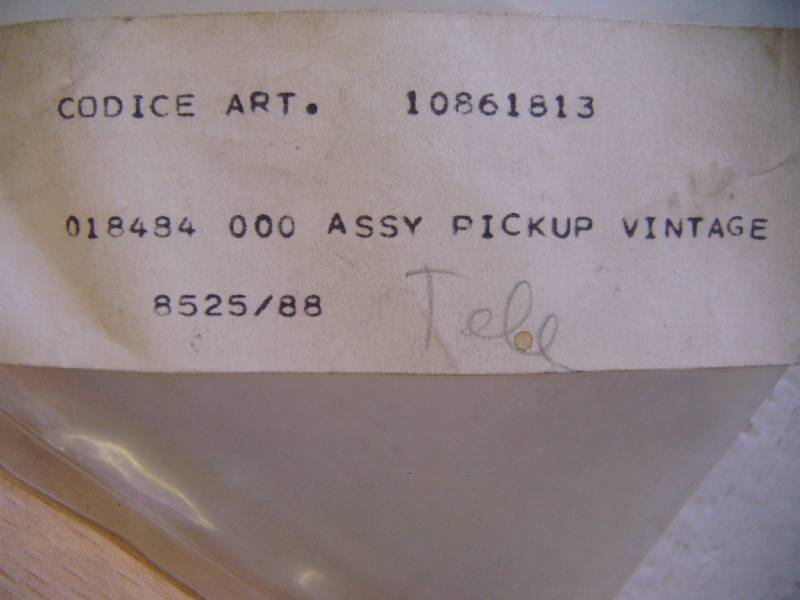 CODICE ART. 10861813
018484 000 ASSY PICKUP VINTAGE
8525/88 Tele